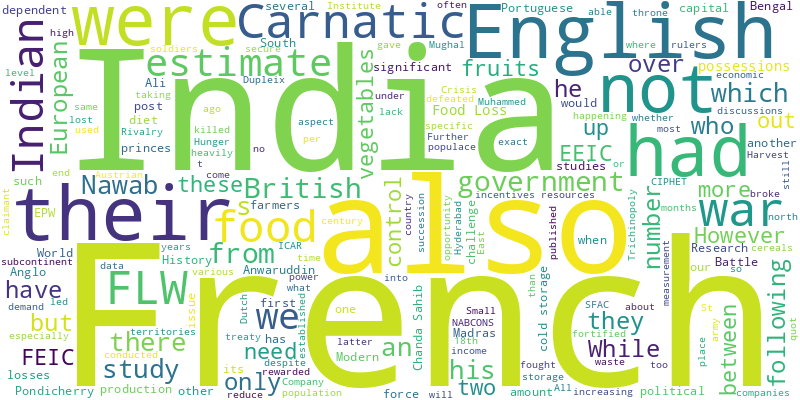 dependent
were
several
Institute
Carnatic
often
Portuguese
able
throne
capital
Bengal
English
high
soldiers
secure
gave
Mughal
where
rulers
South
Indian
European
India
estimate
vegetables
significant
fruits
over
possessions
economic
level
Ali
Dupleix
under
Crisis
defeated
Muhammed
he
not
which
taking
same
ago
post
lack
Food Loss
would
discussions
lost
used
diet
killed
aspect
specific
happening
whether
most
Rivalry
Hunger
per
Further
exact
up
who
out
another
princes
heavily
no
populace
EEIC
had
Harvest
end
Austrian
t
come
studies
or
CIPHET
still
such
Nawab
these
British
government
incentives
resources
more
months
broke
north
claimant
EPW
their
s
farmers
control
country
succession
opportunity
Hyderabad
challenge
East
published
number
Trichinopoly
war
food
also
century
when
However
World
History
ICAR
from
Anwaruddin
time
Research
cereals
years
data
various
subcontinent
Anglo
FLW
issue
power
what
into
than
Battle
measurement
our
so
have
demand
led
especially
Dutch
first
we
one
an
Small
NABCONS
Madras
18th
cold storage
they
SFAC
about
fortified
St
army
between
following
quot
but
there
territories
its
has
treaty
established
latter
Chanda Sahib
income
fought
While
place
FEIC
French
conducted
need
despite
rewarded
Modern
his
storage
waste
too
losses
study
only
Company
two
All
increasing
Pondicherry
production
other
reduce
population
force
will
amount
political
companies